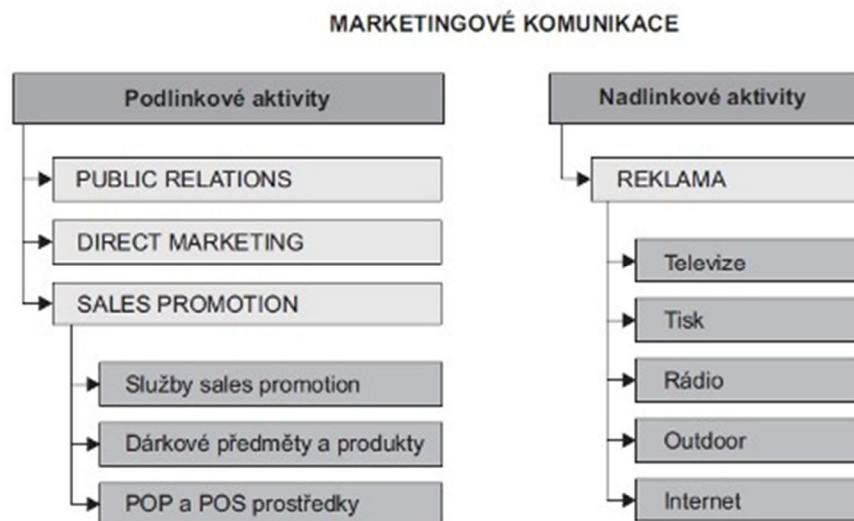 MARKETINGOVÉ KOMUNIKACE
Podlinkové aktivity
PUBLIC RELATIONS
DIRECT MARKETING
SALES PROMOTION
Služby sales promotion
Dárkové předměty a produkty
POP a POS prostředky
Nadlinkové aktivity
REKLAMA
Televize
Tisk
Rádio
Outdoor
Internet